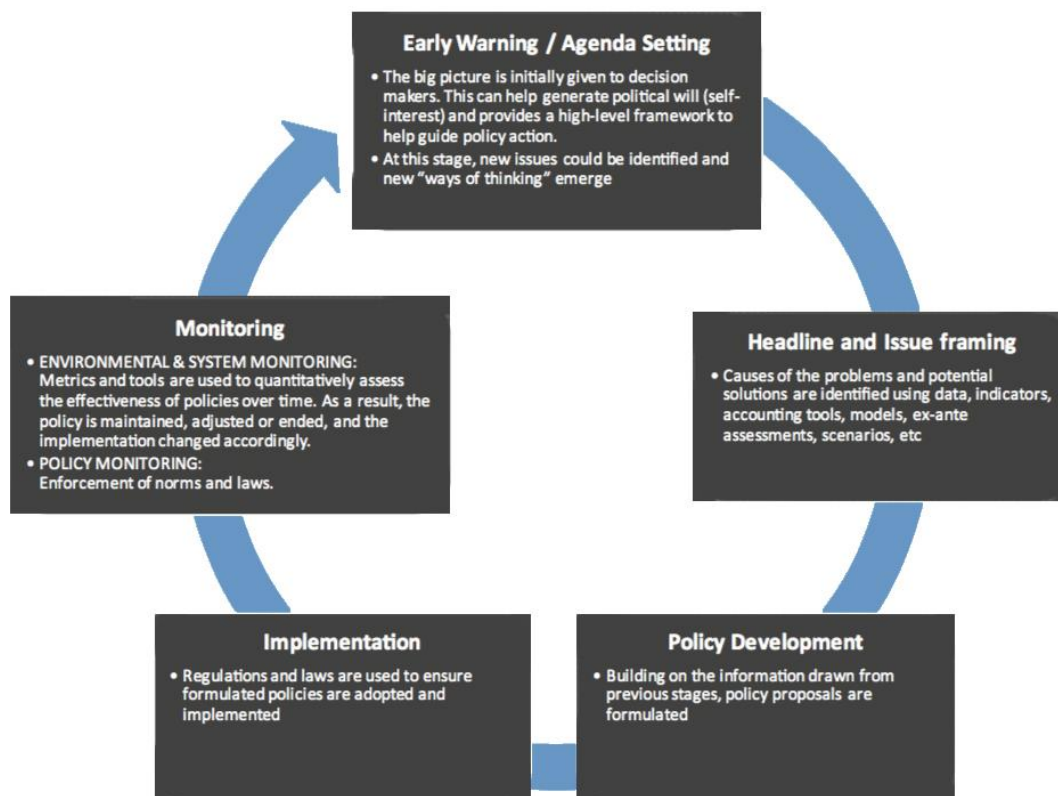 Early Warning / Agenda Setting
• The big picture is initially given to decision
makers. This can help generate political will (self-
interest) and provides a high-level framework to
help guide policy action.
• At this stage, new issues could be identified and
new “ways of thinking” emerge
Headline and Issue framing
• Causes of the problems and potential
solutions are identified using data, indicators,
accounting tools, models, ex-ante
assessments, scenarios, etc
Policy Development
• Building on the information drawn from
previous stages, policy proposals are
formulated
Implementation
• Regulations and laws are used to ensure
formulated policies are adopted and
implemented
Monitoring
• ENVIRONMENTAL & SYSTEM MONITORING:
Metrics and tools are used to quantitatively assess
the effectiveness of policies over time. As a result, the
policy is maintained, adjusted or ended, and the
implementation changed accordingly.
• POLICY MONITORING:
Enforcement of norms and laws.